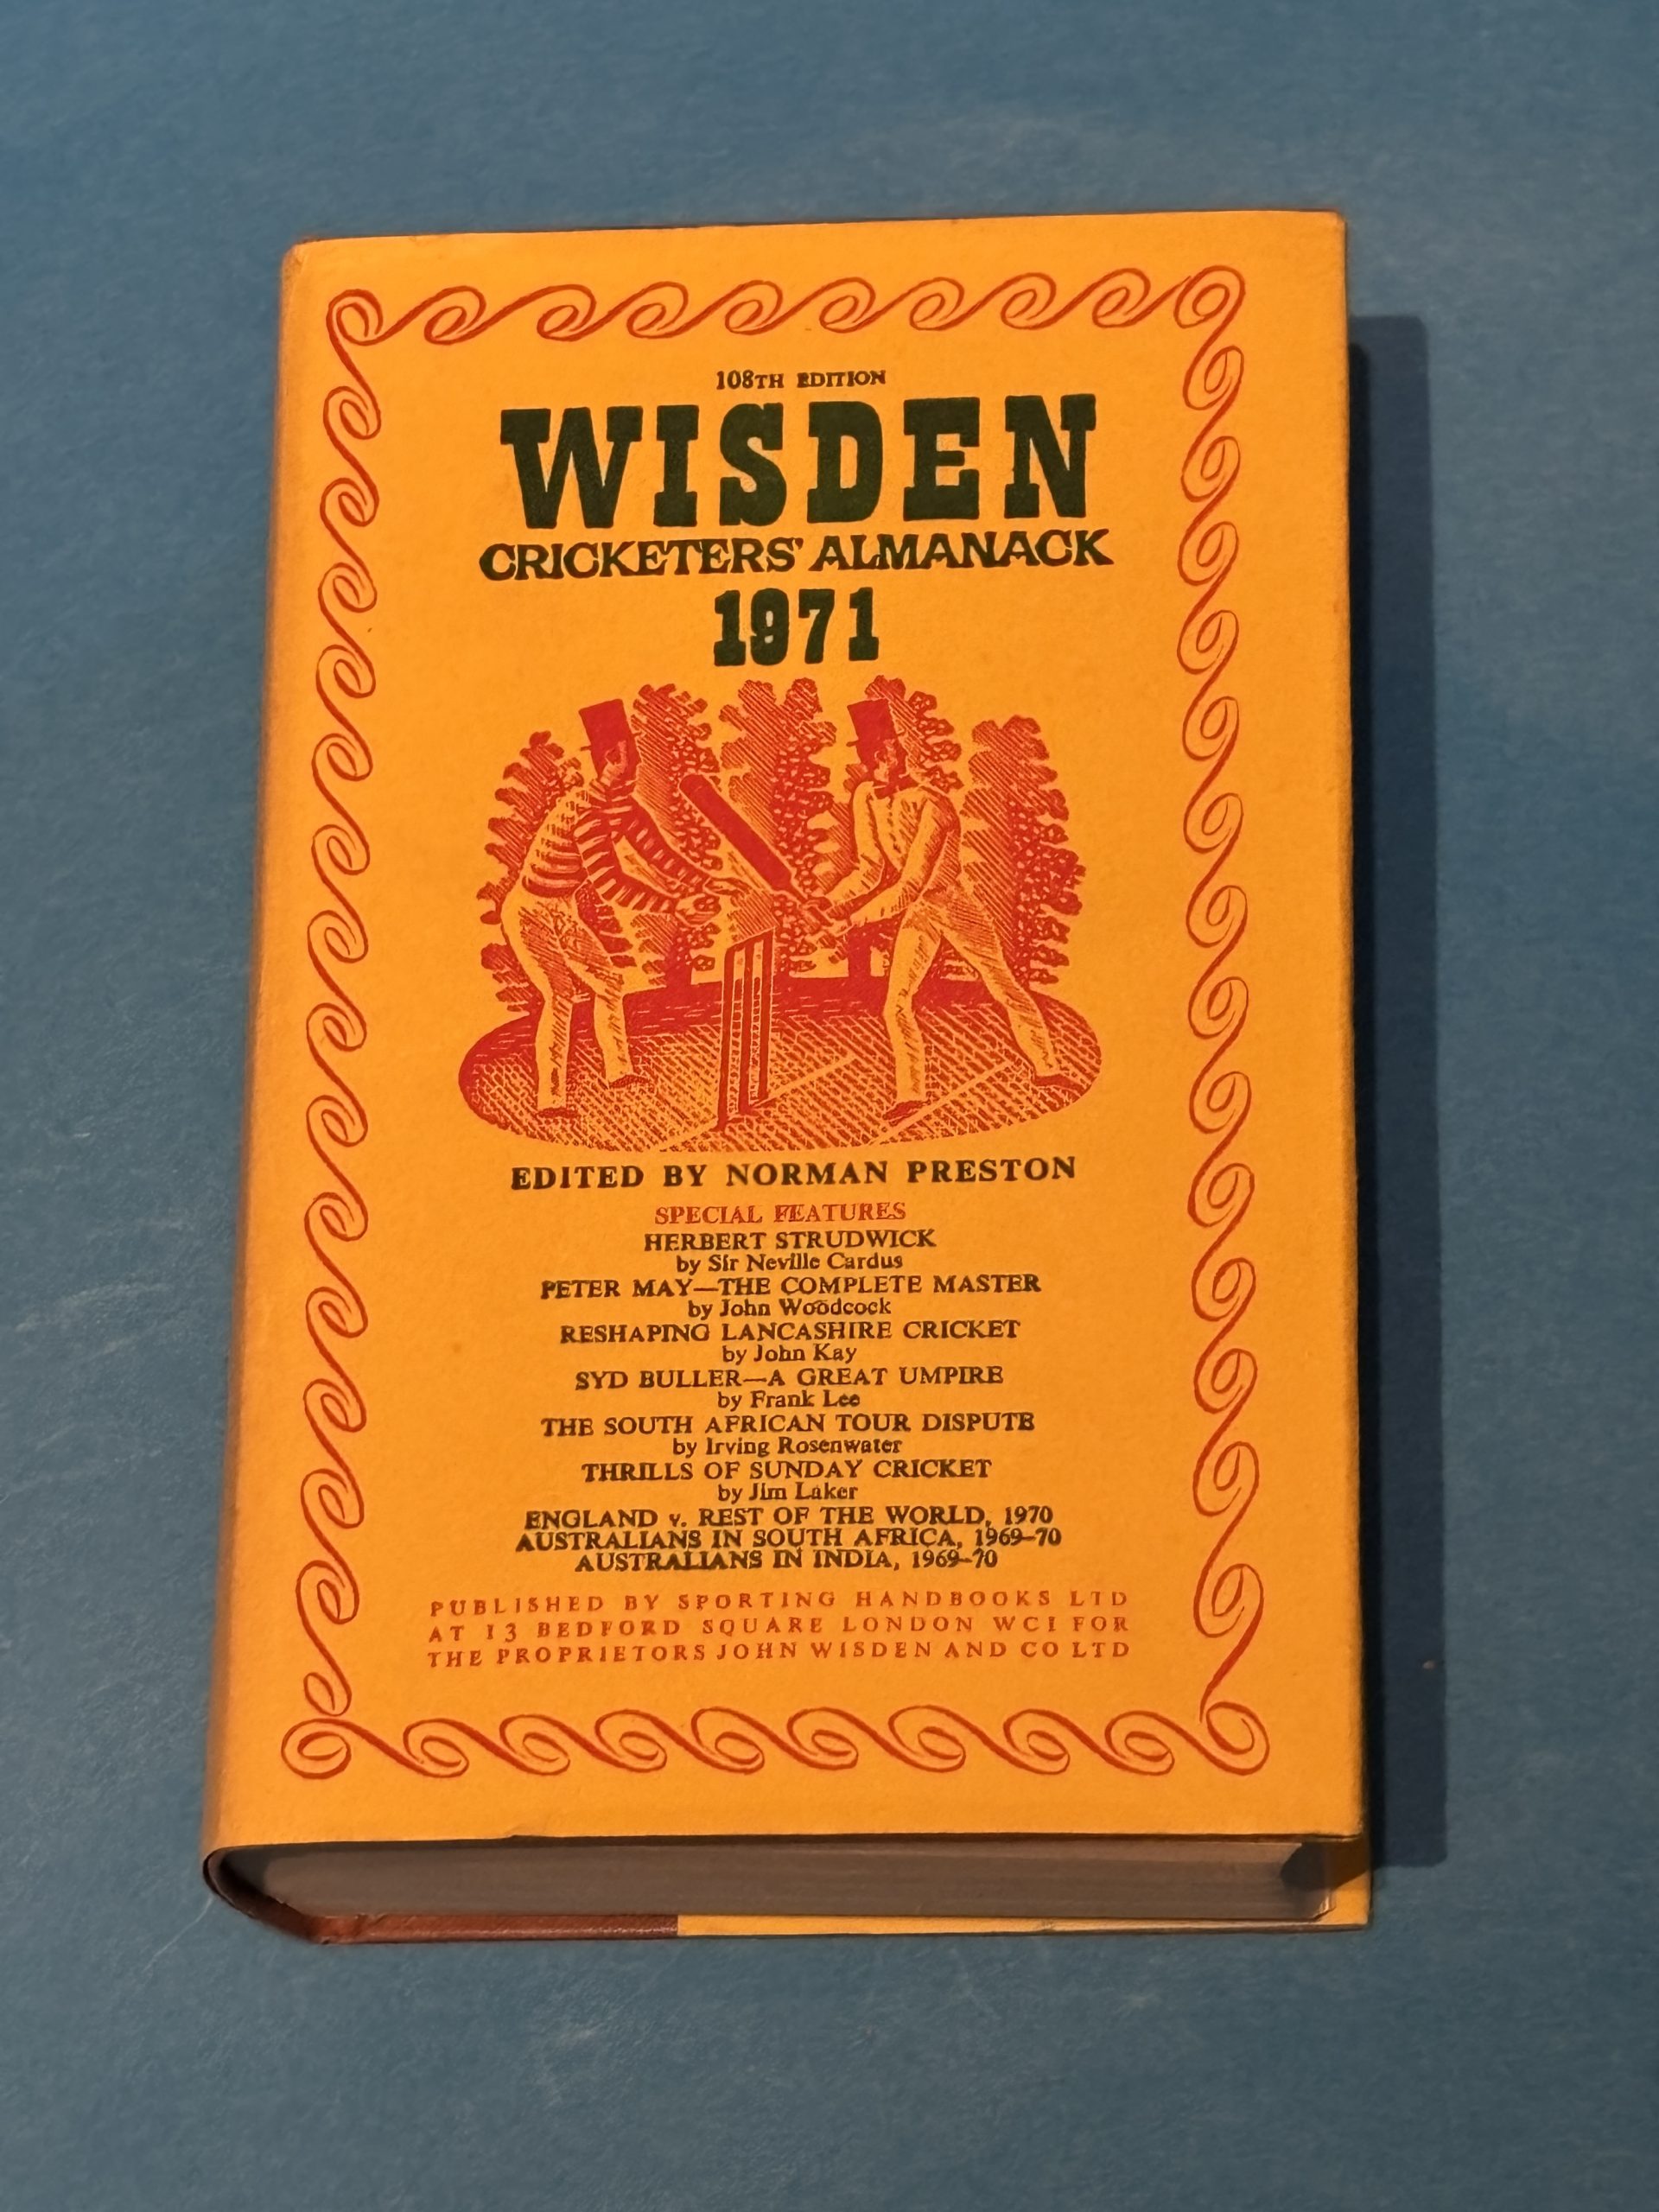 108TH EDITION
WISDEN
CRICKETERS' ALMANACK
1971
EDITED BY NORMAN PRESTON
SPECIAL FEATURES
HERBERT STRUDWICK
by Sir Neville Cardus
PETER MAY—THE COMPLETE MASTER
by John Woodcock
RESHAPING LANCASHIRE CRICKET
by John Kay
SYD BULLER—A GREAT UMPIRE
by Frank Lee
THE SOUTH AFRICAN TOUR DISPUTE
by Irving Rosenwater
THRILLS OF SUNDAY CRICKET
by Jim Laker
ENGLAND v. REST OF THE WORLD, 1970
AUSTRALIANS IN SOUTH AFRICA, 1969–70
AUSTRALIANS IN INDIA, 1969–70
PUBLISHED BY SPORTING HANDBOOKS LTD
AT 13 BEDFORD SQUARE LONDON WC1 FOR
THE PROPRIETORS JOHN WISDEN AND CO LTD